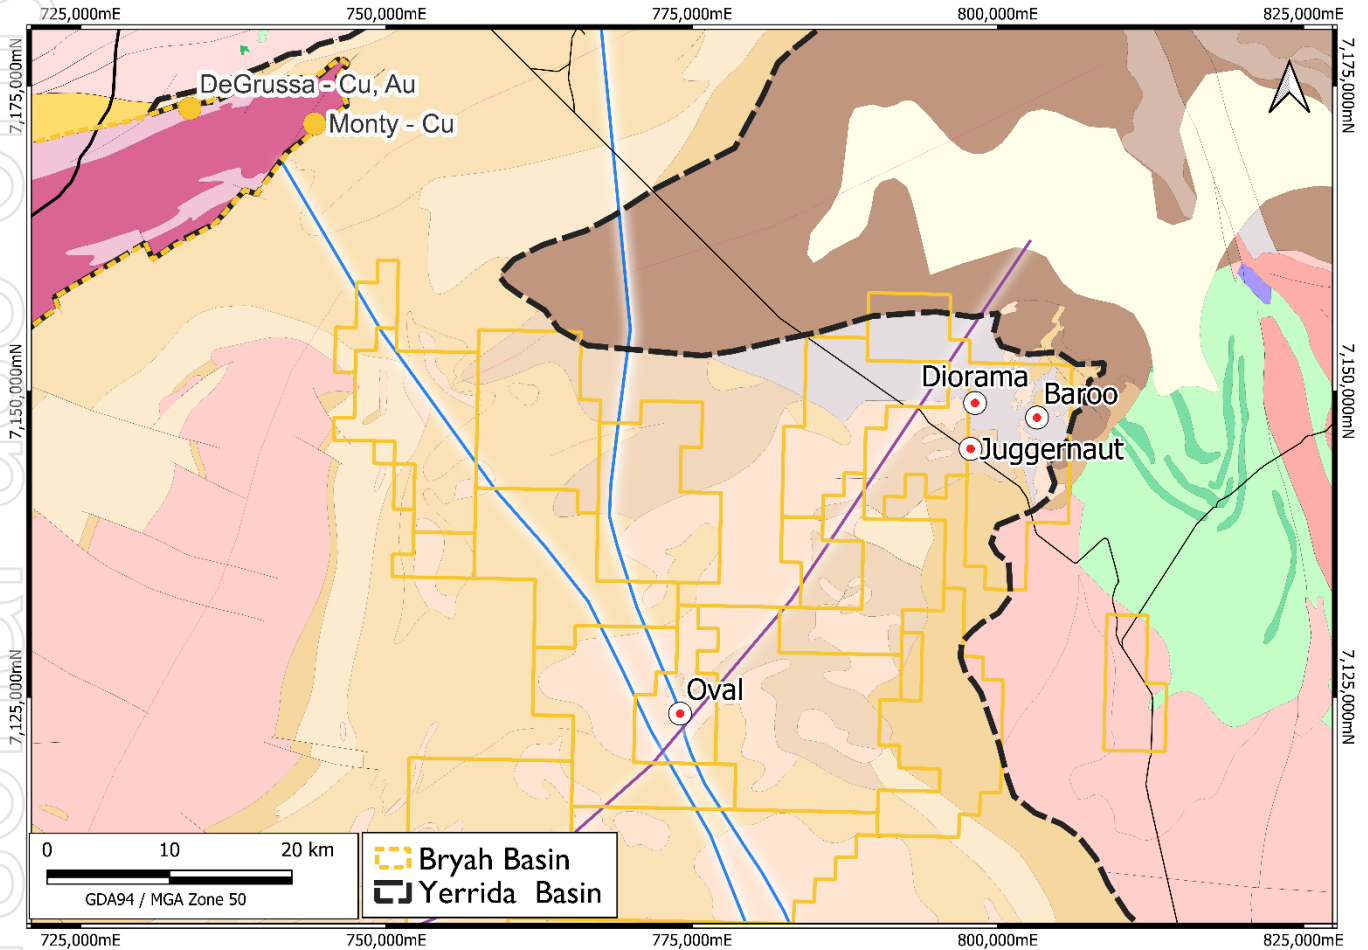 725,000mE 750,000mE 775,000mE 800,000mE 825,000mE
7,175,000mN 7,175,000mN
DeGrussa - Cu, Au
Monty - Cu
7,150,000mN 7,150,000mN
Diorama
Baroo
Juggernaut
7,125,000mN 7,125,000mN
Oval
0 10 20 km
GDA94 / MGA Zone 50
Bryah Basin
Yerrida Basin
725,000mE 750,000mE 775,000mE 800,000mE 825,000mE